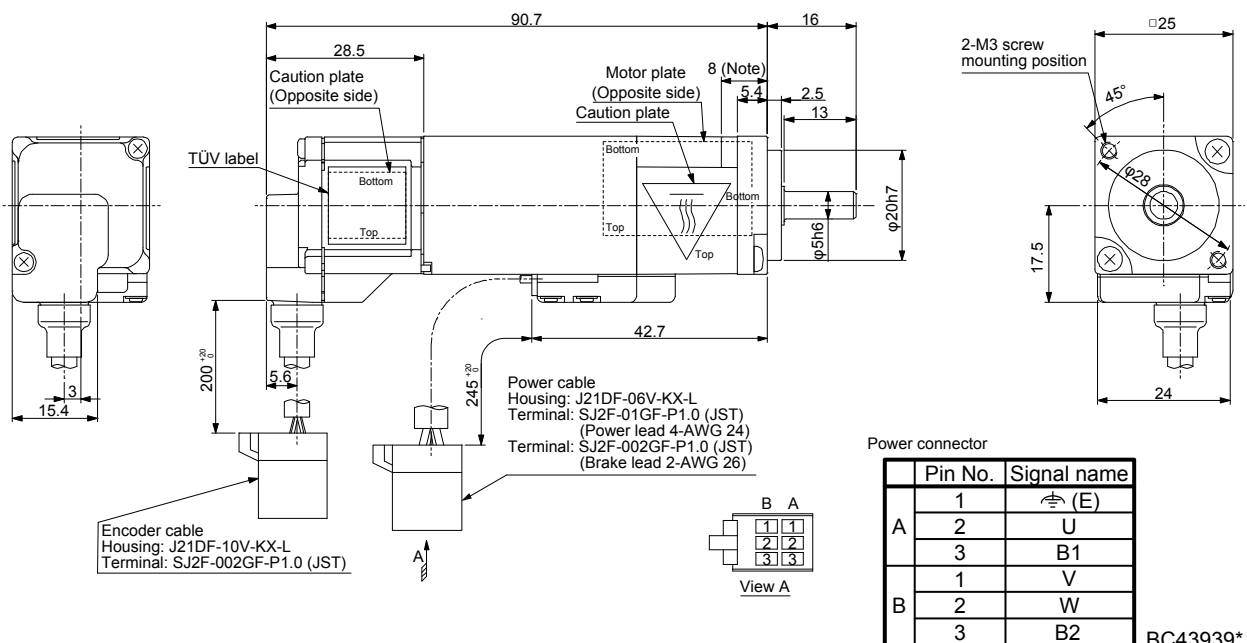 90.7
16
□25
28.5
2-M3 screw
mounting position
8 (Note)
Caution plate
(Opposite side)
Motor plate
(Opposite side)
5.4
2.5
45°
Caution plate
13
TÜV label
Bottom
Bottom
Bottom
Top
Top
Top
φ5h6
φ20h7
φ28
17.5
42.7
200 +20 0
5.6
245 +20 0
3
15.4
24
Power cable
Housing: J21DF-06V-KX-L
Terminal: SJ2F-01GF-P1.0 (JST)
(Power lead 4-AWG 24)
Terminal: SJ2F-002GF-P1.0 (JST)
(Brake lead 2-AWG 26)
Encoder cable
Housing: J21DF-10V-KX-L
Terminal: SJ2F-002GF-P1.0 (JST)
A
B A
1 1
2 2
3 3
View A
Power connector
Pin No. Signal name
A 1 ⏚ (E)
2 U
3 B1
B 1 V
2 W
3 B2
BC43939*